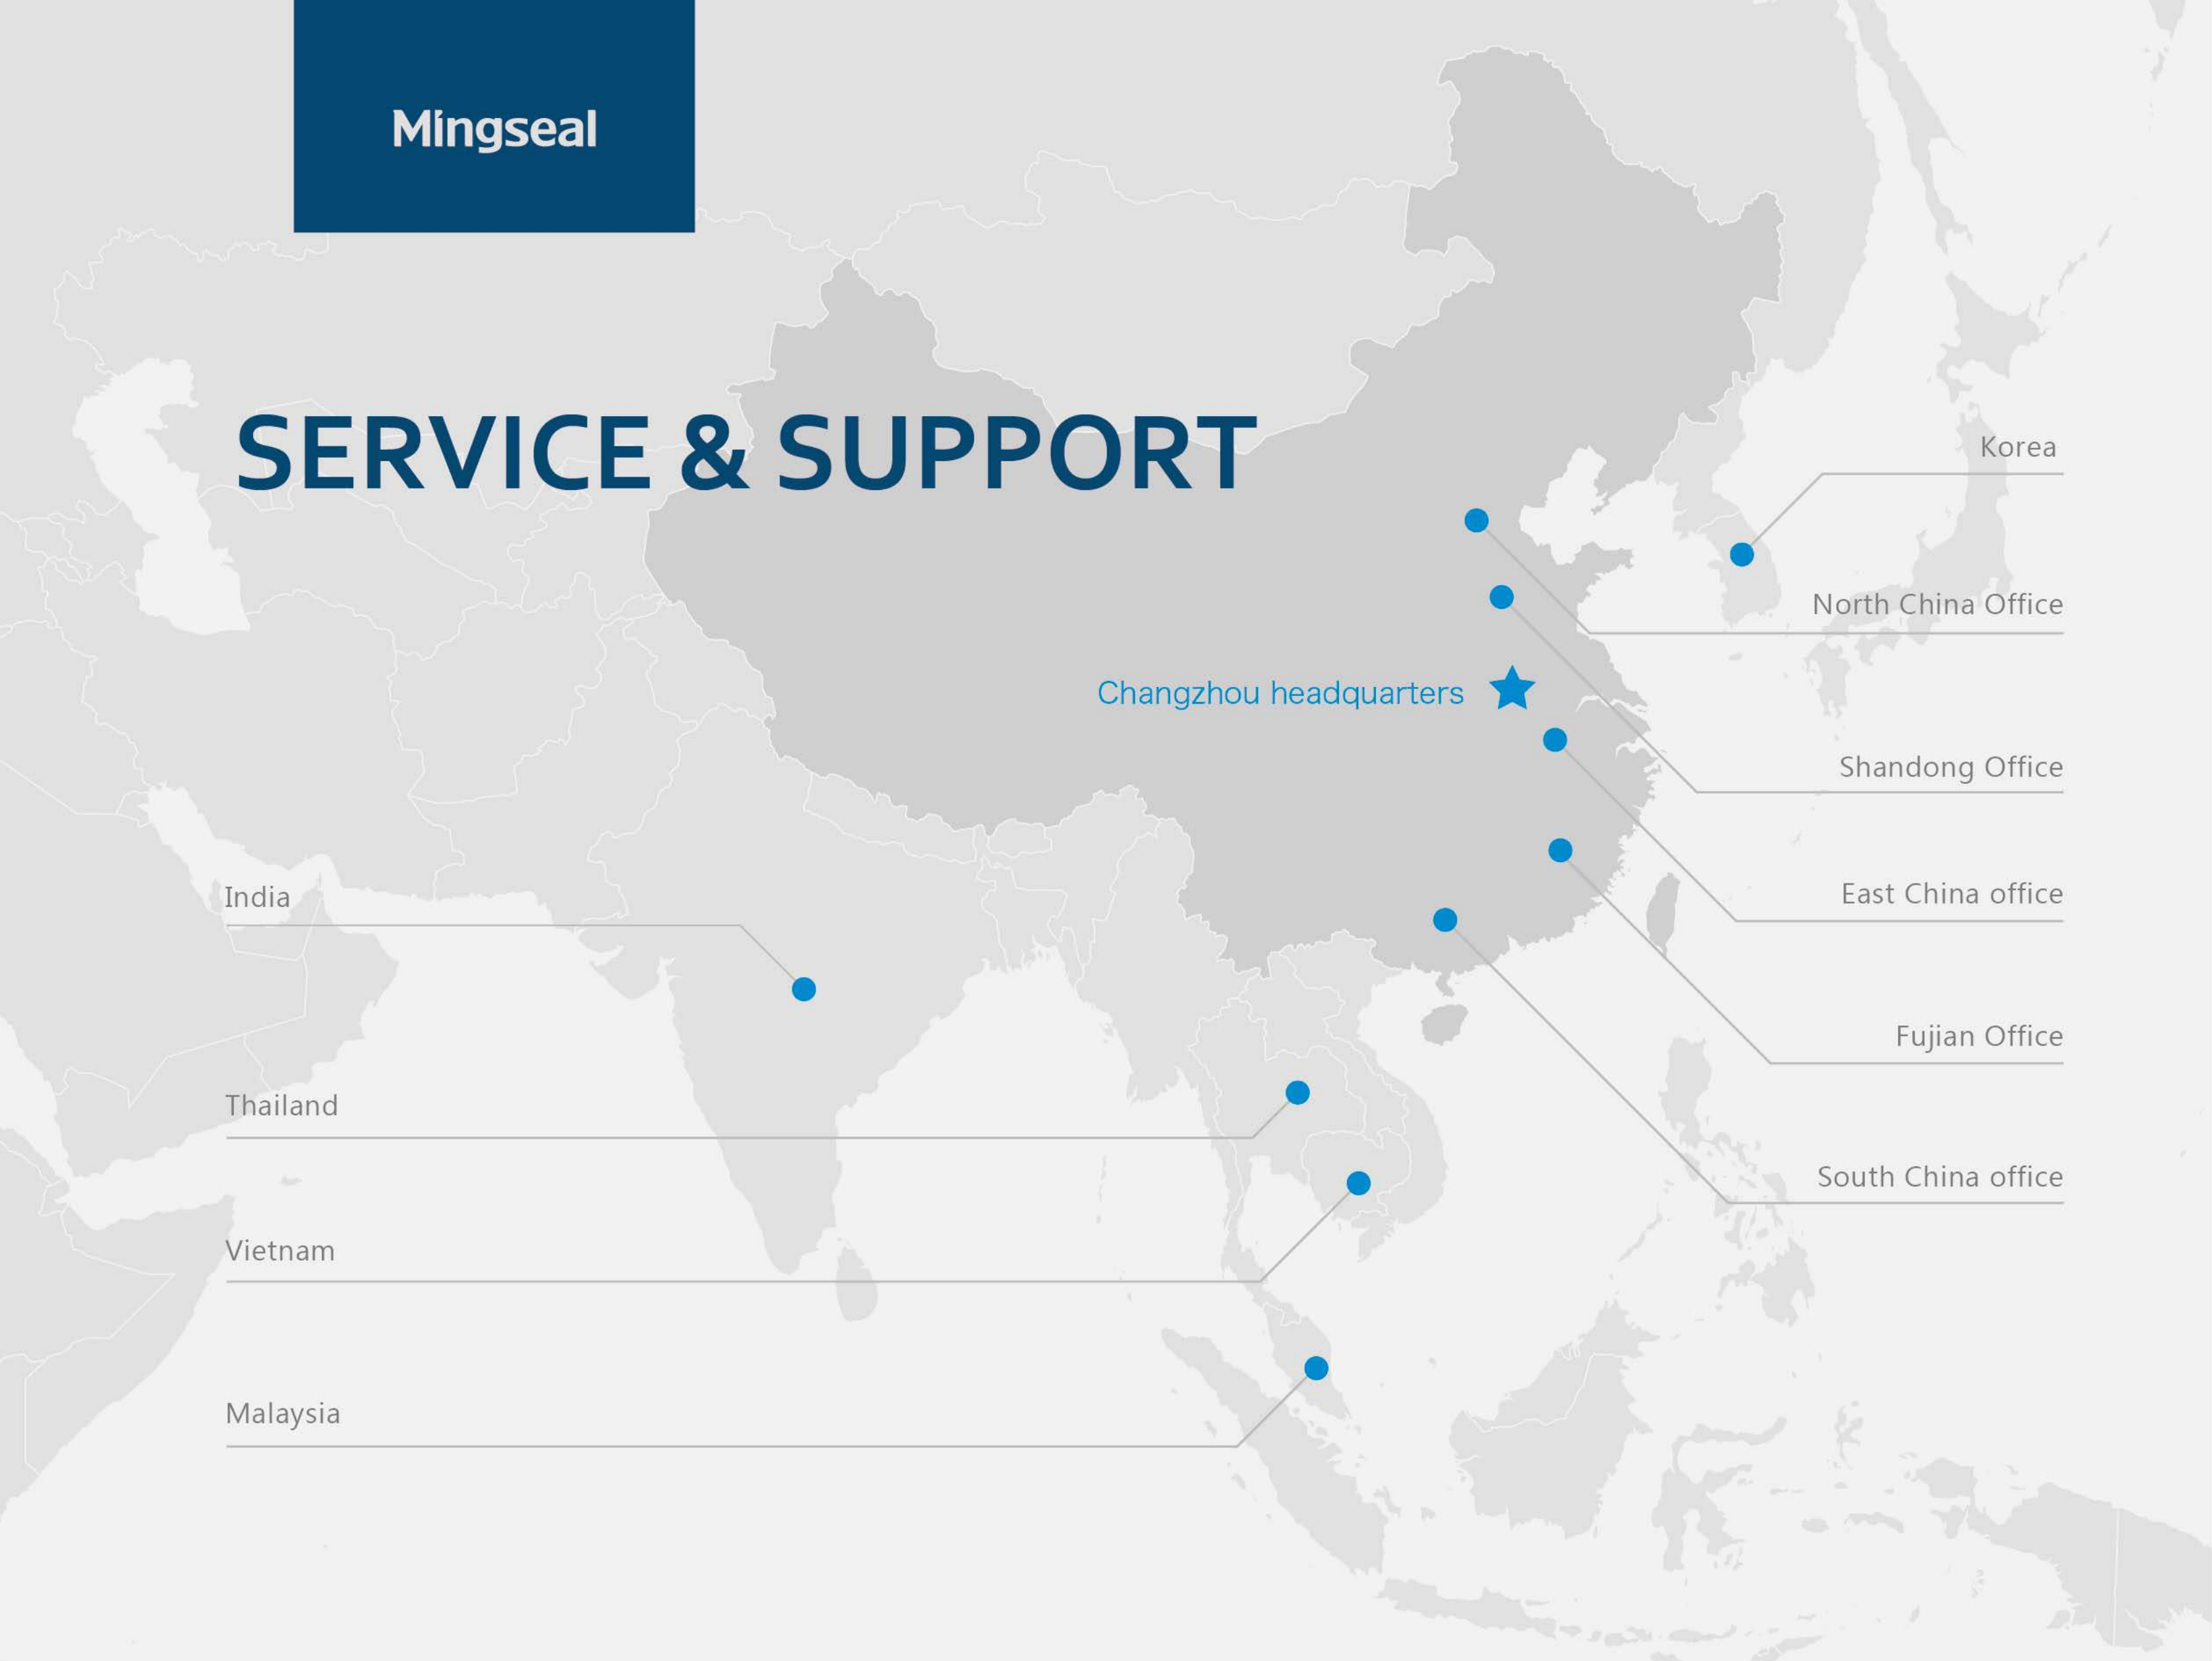 Mingseal
SERVICE & SUPPORT
Korea
North China Office
Changzhou headquarters
Shandong Office
East China office
India
Fujian Office
Thailand
South China office
Vietnam
Malaysia